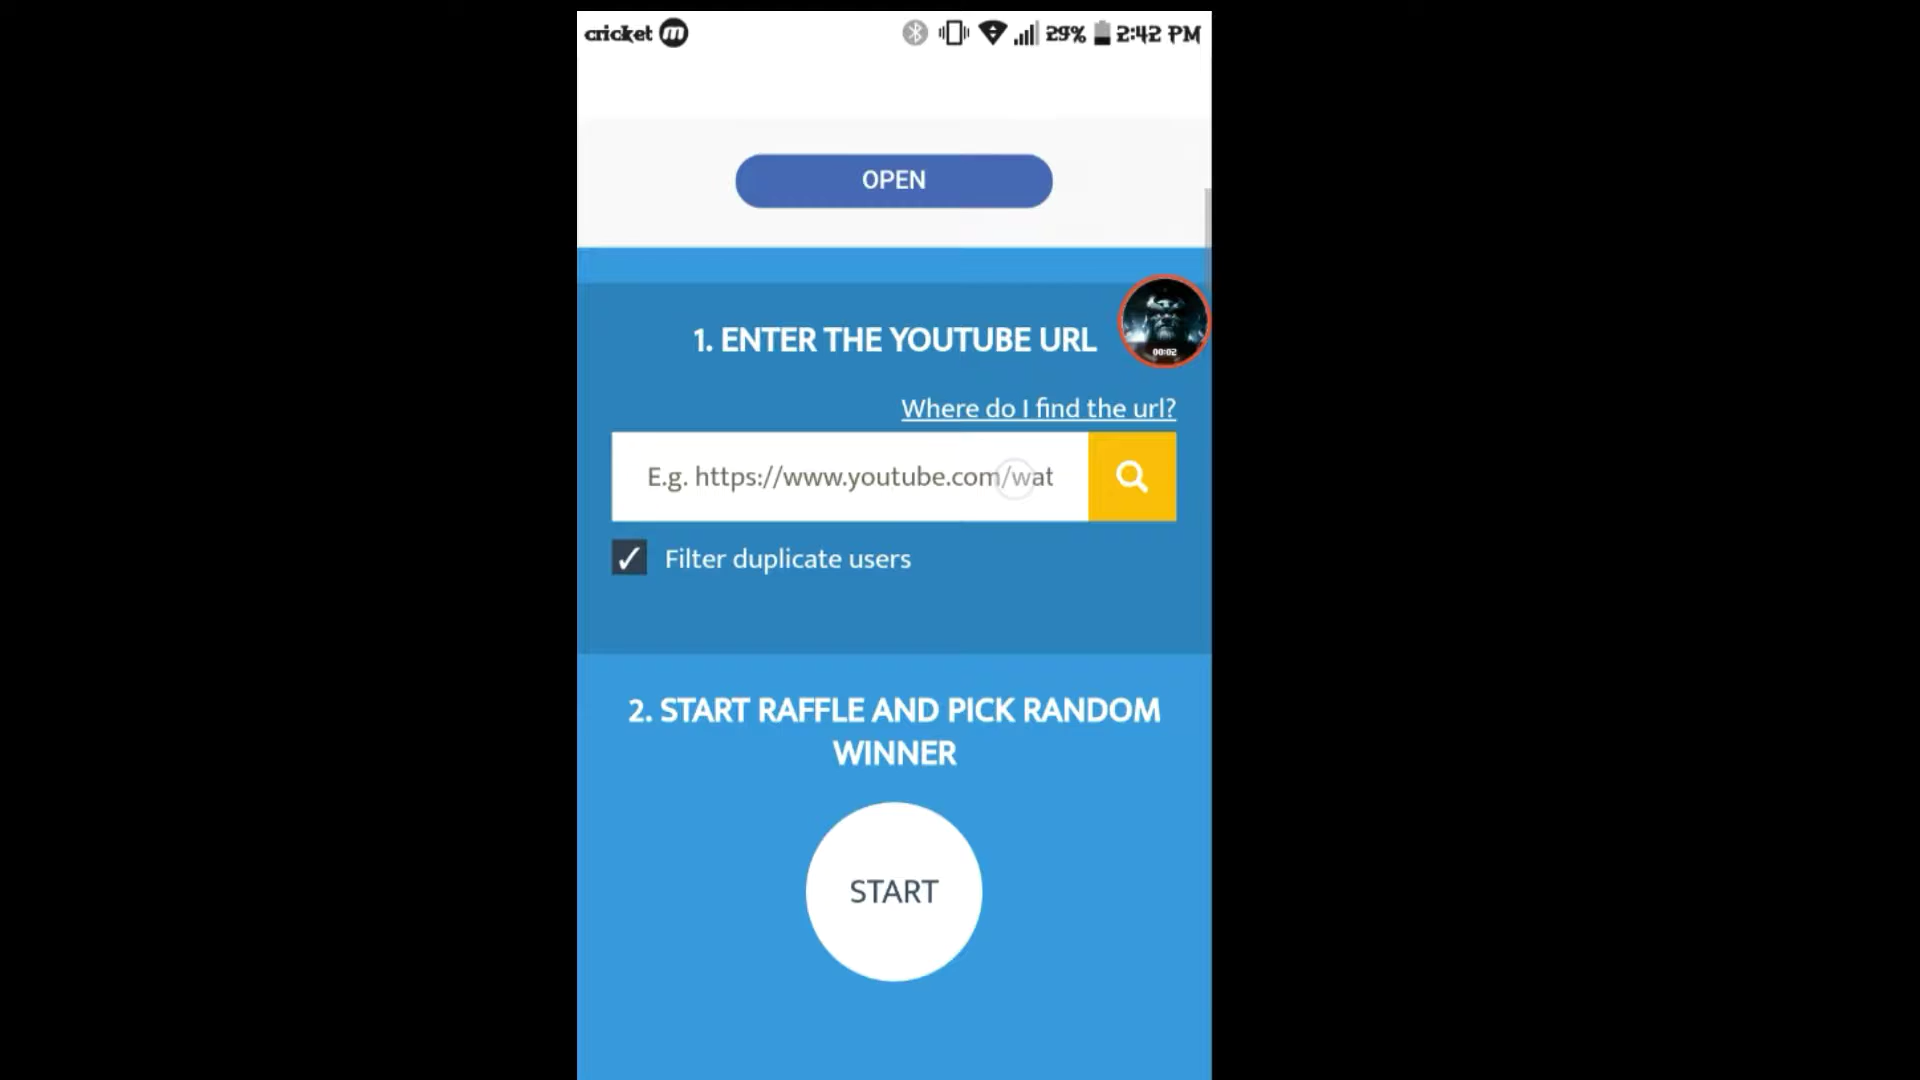 cricket m 29% 2:42 PM
OPEN
1. ENTER THE YOUTUBE URL
00:02
Where do I find the url?
E.g. https://www.youtube.com/wat
✓ Filter duplicate users
2. START RAFFLE AND PICK RANDOM
WINNER
START